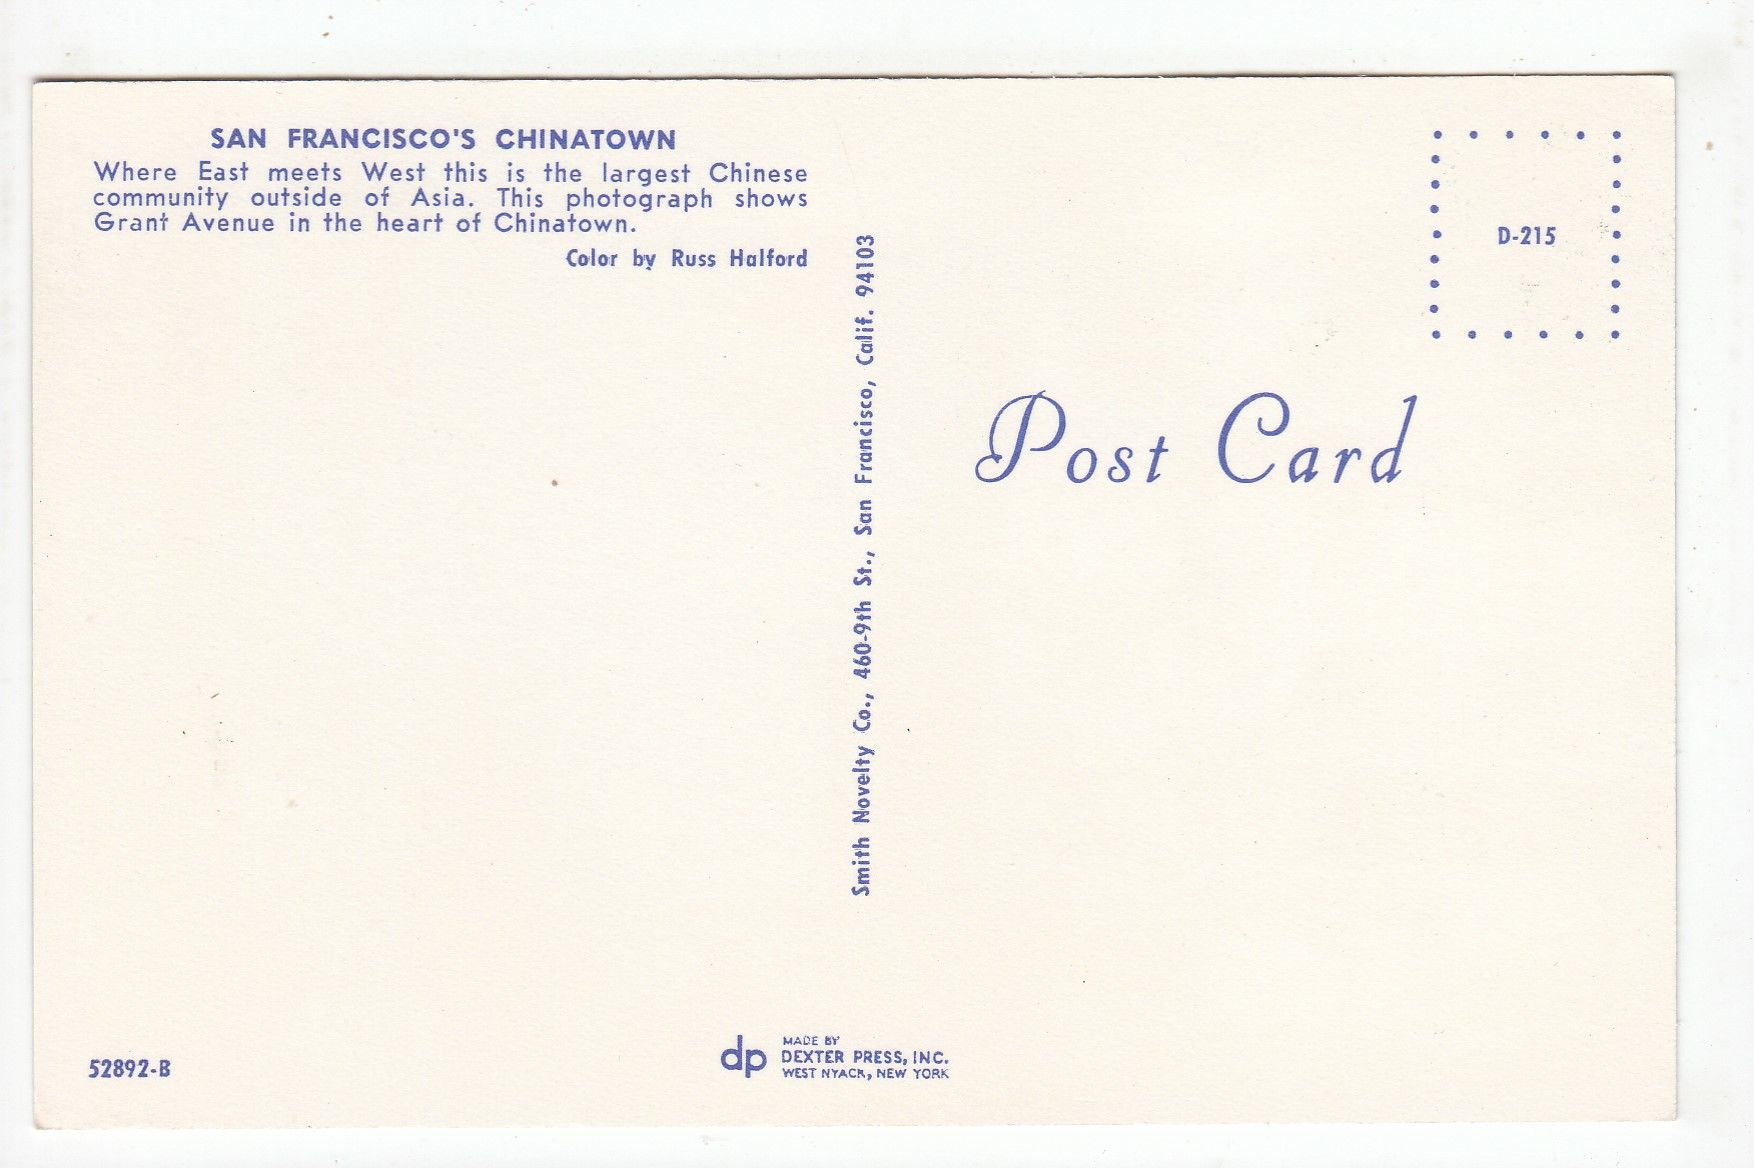 SAN FRANCISCO'S CHINATOWN
Where East meets West this is the largest Chinese
community outside of Asia. This photograph shows
Grant Avenue in the heart of Chinatown.
Color by Russ Halford
Smith Novelty Co., 460-9th St., San Francisco, Calif. 94103
D-215
Post Card
52892-B
dp
MADE BY
DEXTER PRESS, INC.
WEST NYACK, NEW YORK